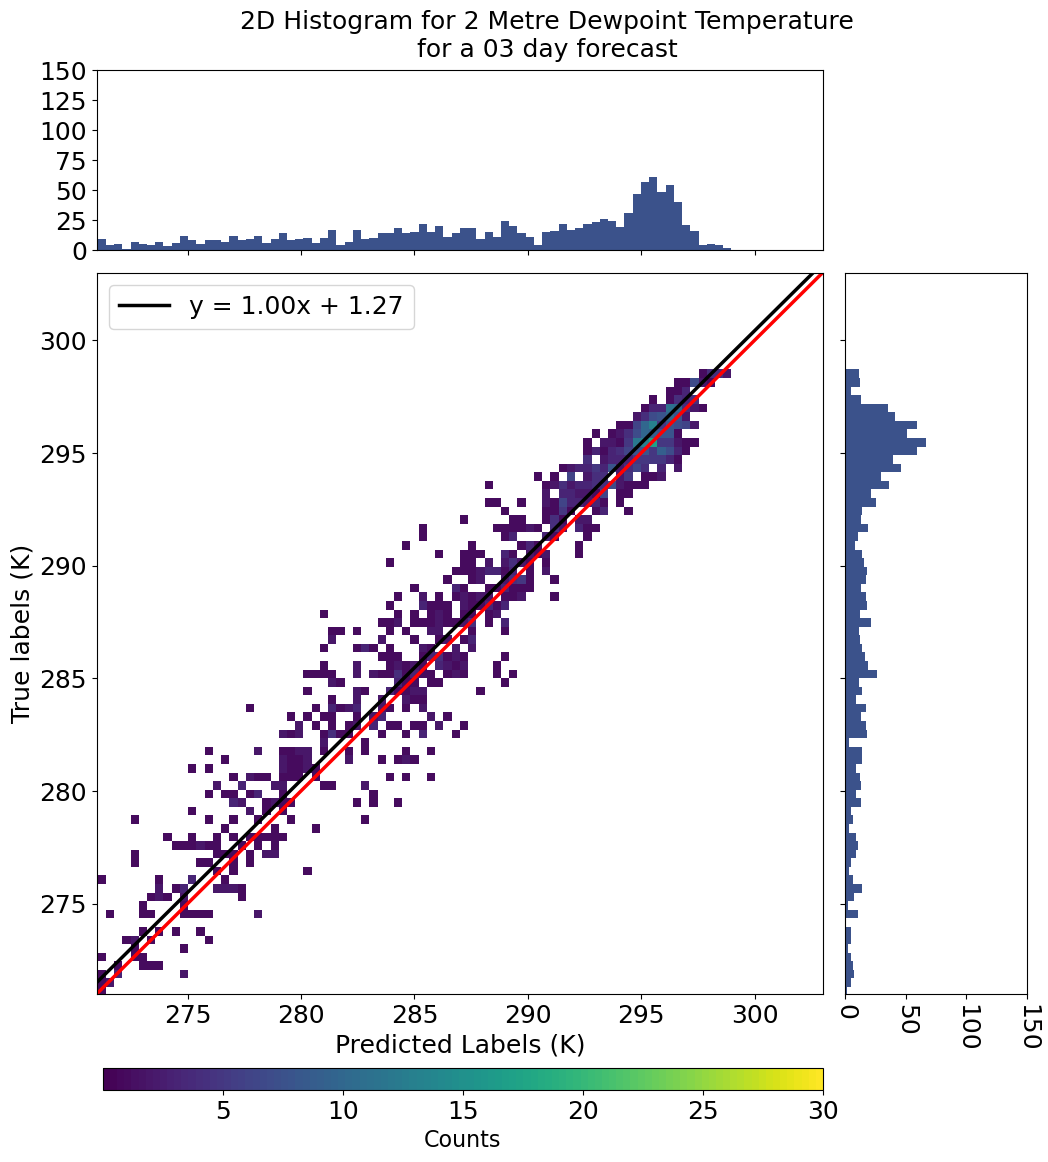 2D Histogram for 2 Metre Dewpoint Temperature
for a 03 day forecast
150
125
100
75
50
25
0
y = 1.00x + 1.27
True labels (K)
300
295
290
285
280
275
275 280 285 290 295 300
Predicted Labels (K)
0 50 100 150
5 10 15 20 25 30
Counts